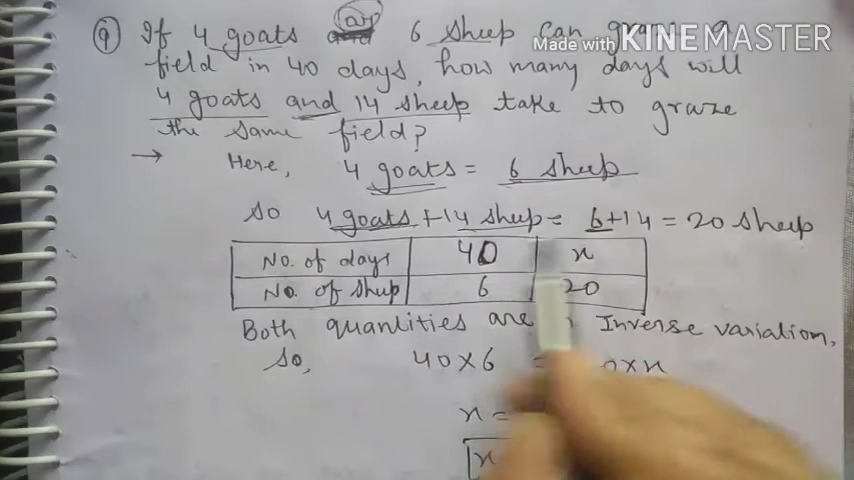 9 If 4 goats or 6 sheep can graze a
field in 40 days, how many days will
4 goats and 14 sheep take to graze
the same field?
→ Here, 4 goats = 6 sheep
So 4 goats + 14 sheep = 6+14 = 20 sheep
No. of days 40 x
No. of sheep 6 20
Both quantities are Inverse variation,
So, 40 × 6 = 0 × x
x =
x
Made with KINEMASTER